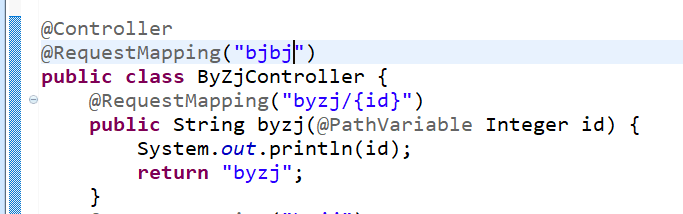 @Controller
@RequestMapping("bjbj")
public class ByZjController {
@RequestMapping("byzj/{id}")
public String byzj(@PathVariable Integer id) {
System.out.println(id);
return "byzj";
}